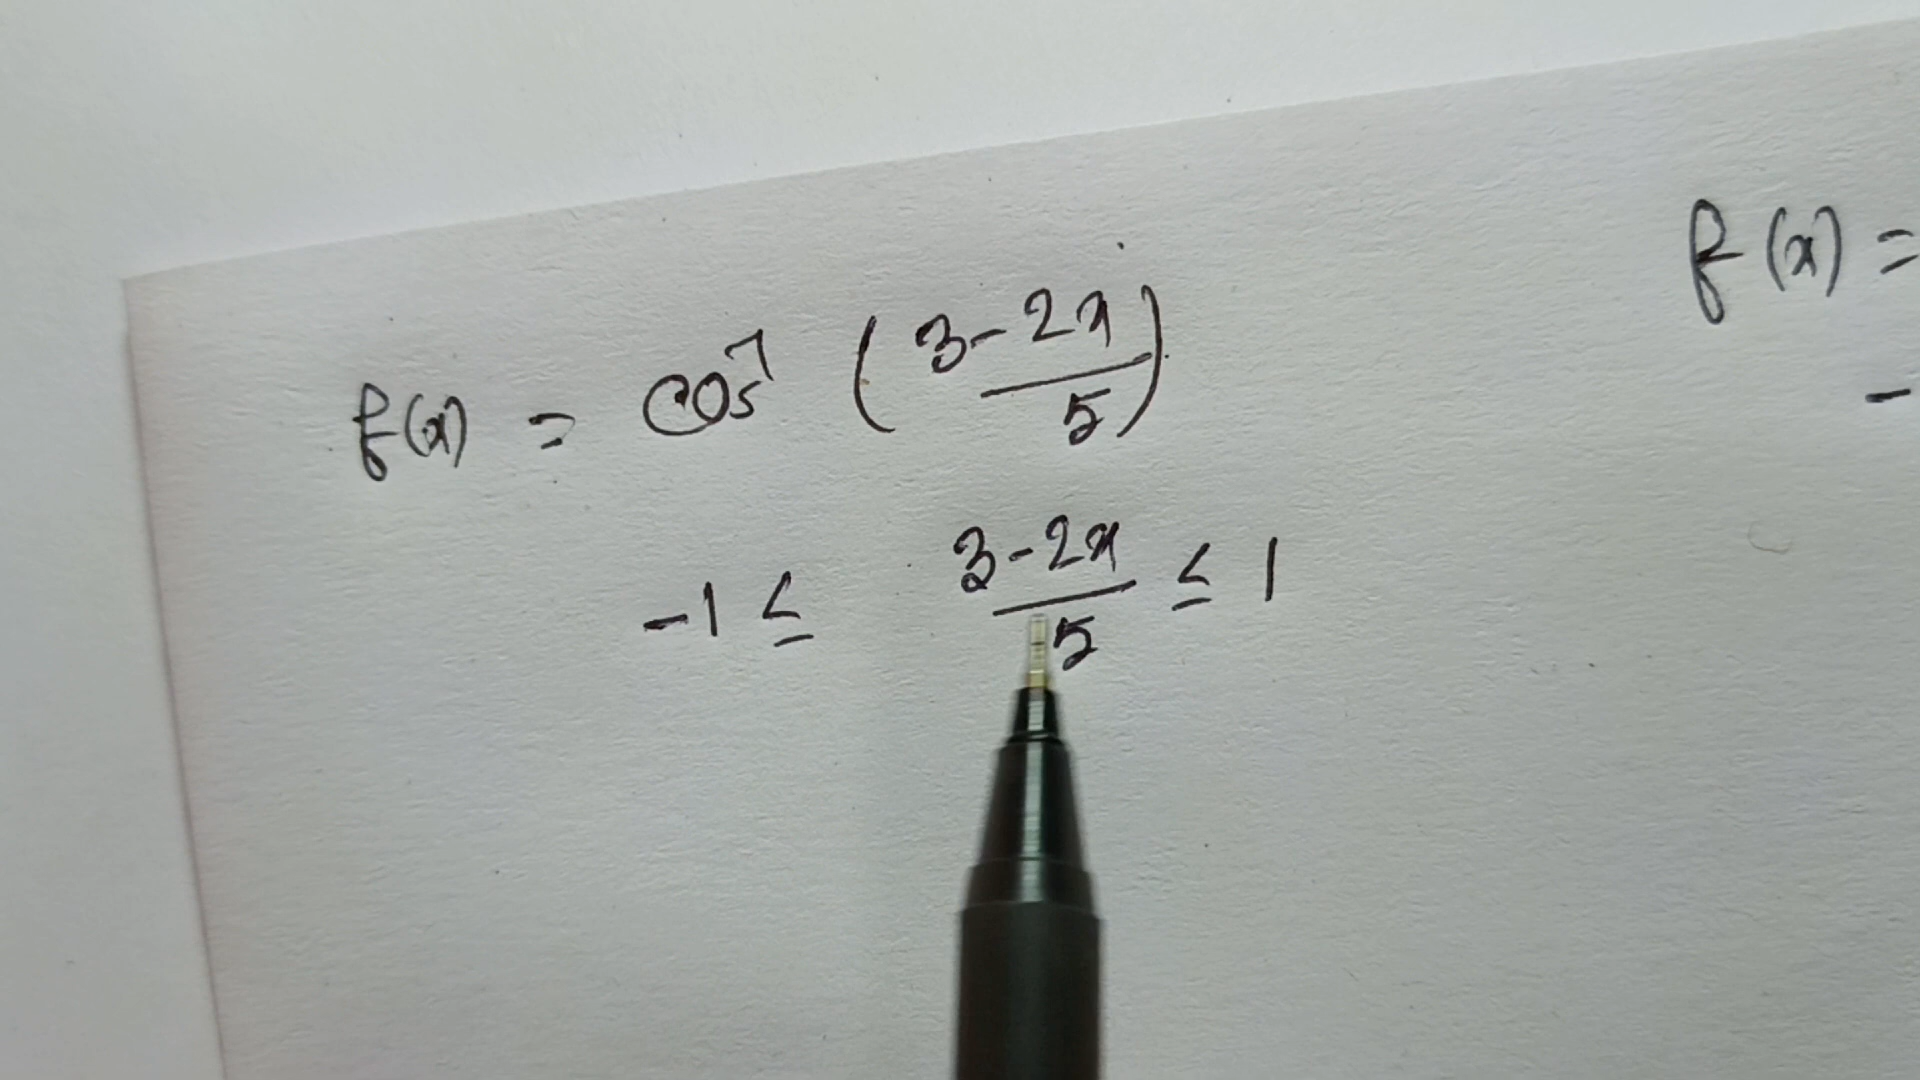 f(x) = cos⁻¹ (3-2x/5)
-1 ≤ 3-2x/5 ≤ 1
f(x) =
-